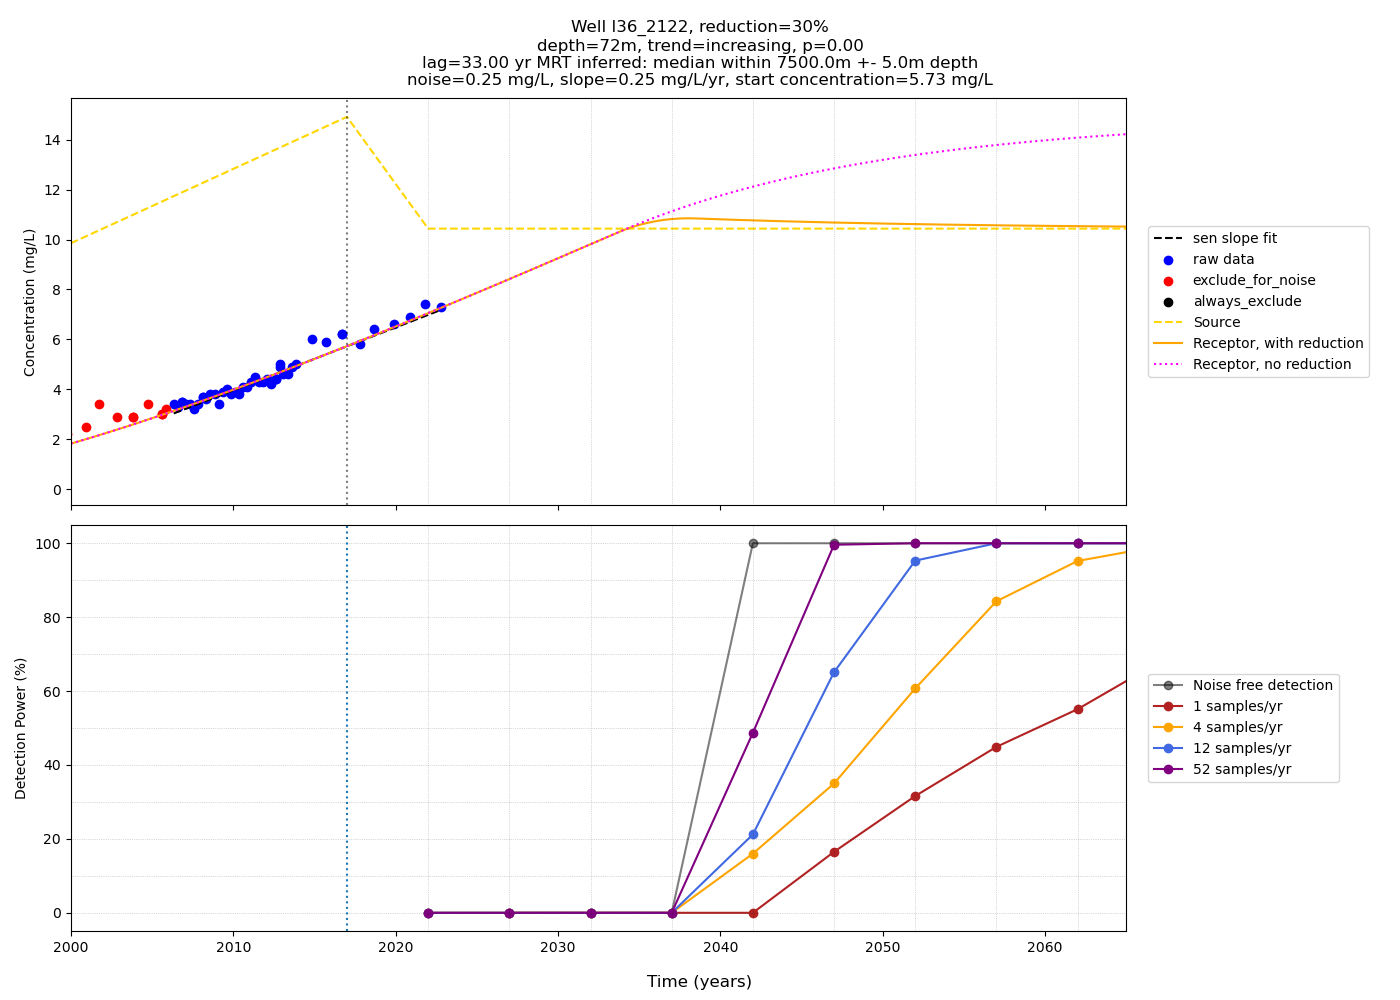 Well l36_2122, reduction=30%
depth=72m, trend=increasing, p=0.00
lag=33.00 yr MRT inferred: median within 7500.0m +- 5.0m depth
noise=0.25 mg/L, slope=0.25 mg/L/yr, start concentration=5.73 mg/L
Concentration (mg/L)
14
12
10
8
6
4
2
0
sen slope fit
raw data
exclude_for_noise
always_exclude
Source
Receptor, with reduction
Receptor, no reduction
Detection Power (%)
100
80
60
40
20
0
Noise free detection
1 samples/yr
4 samples/yr
12 samples/yr
52 samples/yr
2000 2010 2020 2030 2040 2050 2060
Time (years)